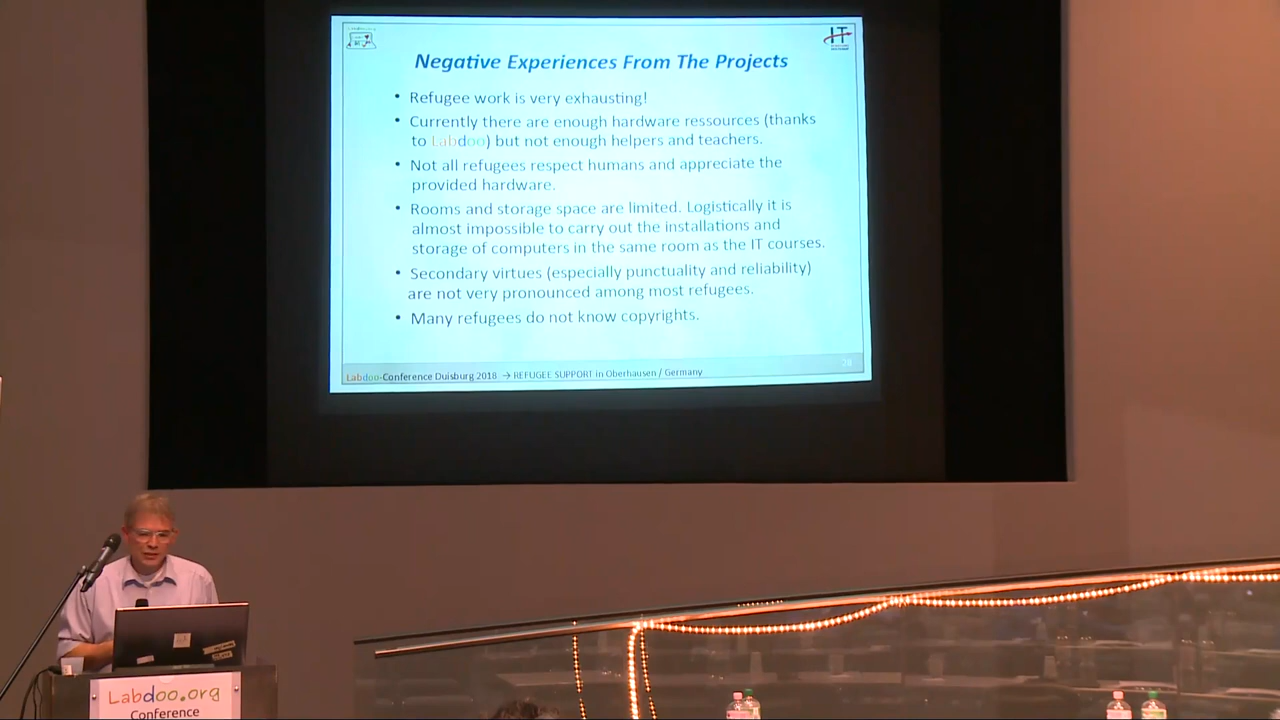 IT
Negative Experiences From The Projects
• Refugee work is very exhausting!
• Currently there are enough hardware ressources (thanks
to Labdoo) but not enough helpers and teachers.
• Not all refugees respect humans and appreciate the
provided hardware.
• Rooms and storage space are limited. Logistically it is
almost impossible to carry out the installations and
storage of computers in the same room as the IT courses.
• Secondary virtues (especially punctuality and reliability)
are not very pronounced among most refugees.
• Many refugees do not know copyrights.
28
Labdoo-Conference Duisburg 2018 → REFUGEE SUPPORT in Oberhausen / Germany
Labdoo.org
Conference